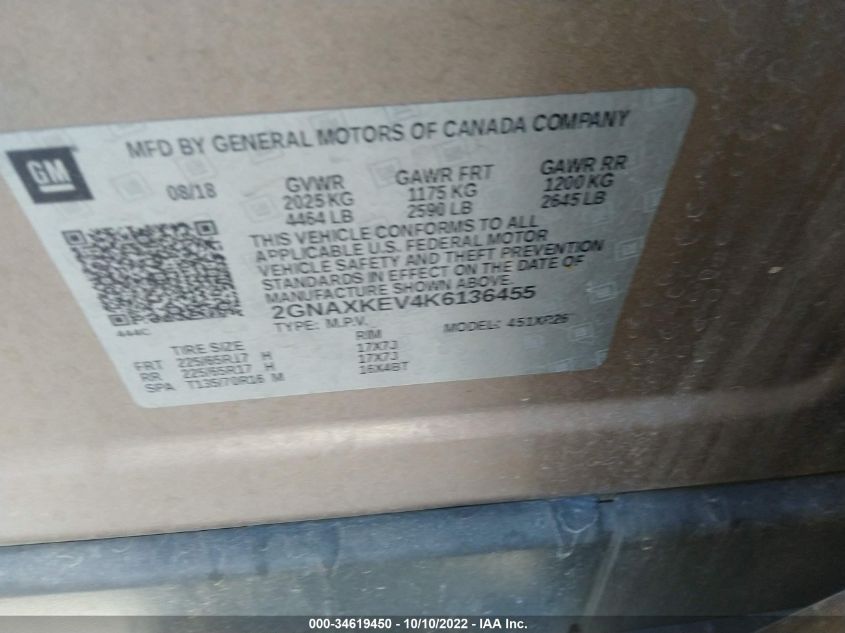 MFD BY GENERAL MOTORS OF CANADA COMPANY
GM
08/18
GVWR
2025 KG
4464 LB
GAWR FRT
1175 KG
2590 LB
GAWR RR
1200 KG
2645 LB
THIS VEHICLE CONFORMS TO ALL
APPLICABLE U.S. FEDERAL MOTOR
VEHICLE SAFETY AND THEFT PREVENTION
STANDARDS IN EFFECT ON THE DATE OF
MANUFACTURE SHOWN ABOVE.
2GNAXKEV4K6136455
TYPE: M.P.V. MODEL: 451XP26
444C
TIRE SIZE RIM
FRT 225/65R17 H 17X7J
RR 225/65R17 H 17X7J
SPA T135/70R16 M 16X4BT
000-34619450 - 10/10/2022 - IAA Inc.